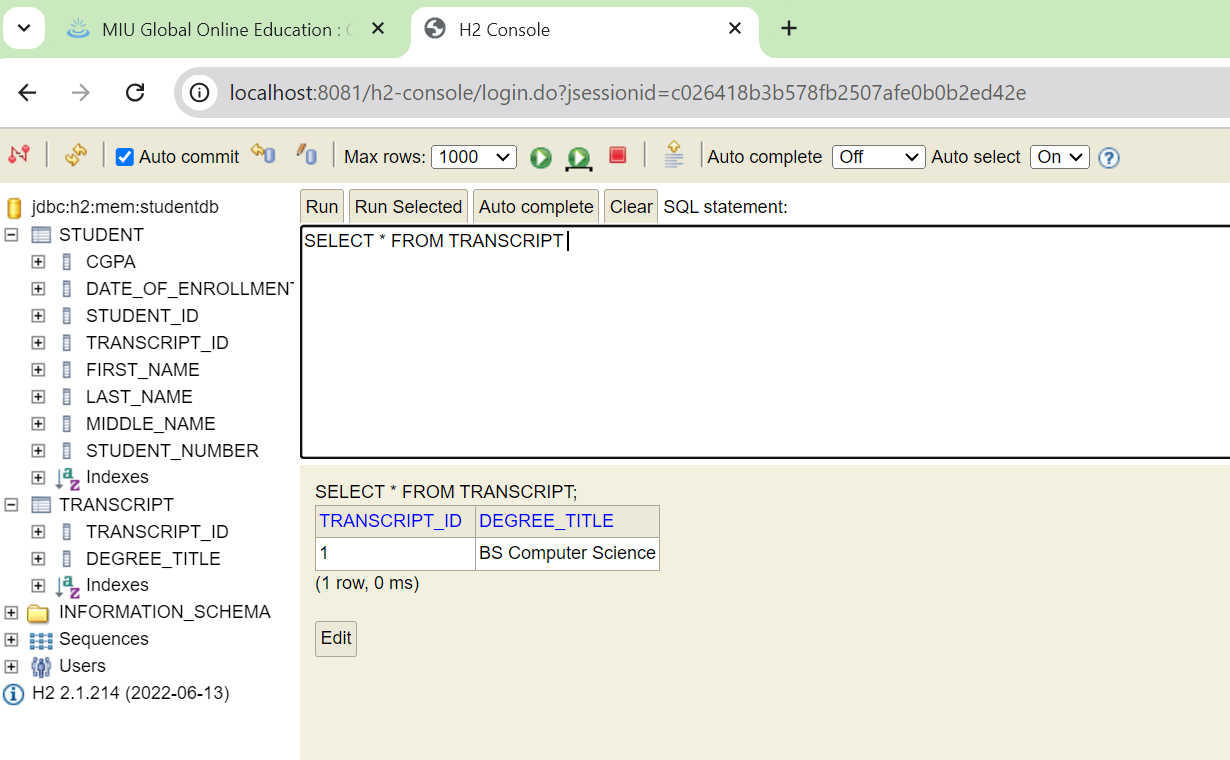 MIU Global Online Education :
H2 Console
localhost:8081/h2-console/login.do?jsessionid=c026418b3b578fb2507afe0b0b2ed42e
Auto commit Max rows: 1000 Auto complete Off Auto select On
jdbc:h2:mem:studentdb
STUDENT
CGPA
DATE_OF_ENROLLMENT
STUDENT_ID
TRANSCRIPT_ID
FIRST_NAME
LAST_NAME
MIDDLE_NAME
STUDENT_NUMBER
Indexes
TRANSCRIPT
TRANSCRIPT_ID
DEGREE_TITLE
Indexes
INFORMATION_SCHEMA
Sequences
Users
H2 2.1.214 (2022-06-13)
Run Run Selected Auto complete Clear SQL statement:
SELECT * FROM TRANSCRIPT
SELECT * FROM TRANSCRIPT;
TRANSCRIPT_ID DEGREE_TITLE
1 BS Computer Science
(1 row, 0 ms)
Edit